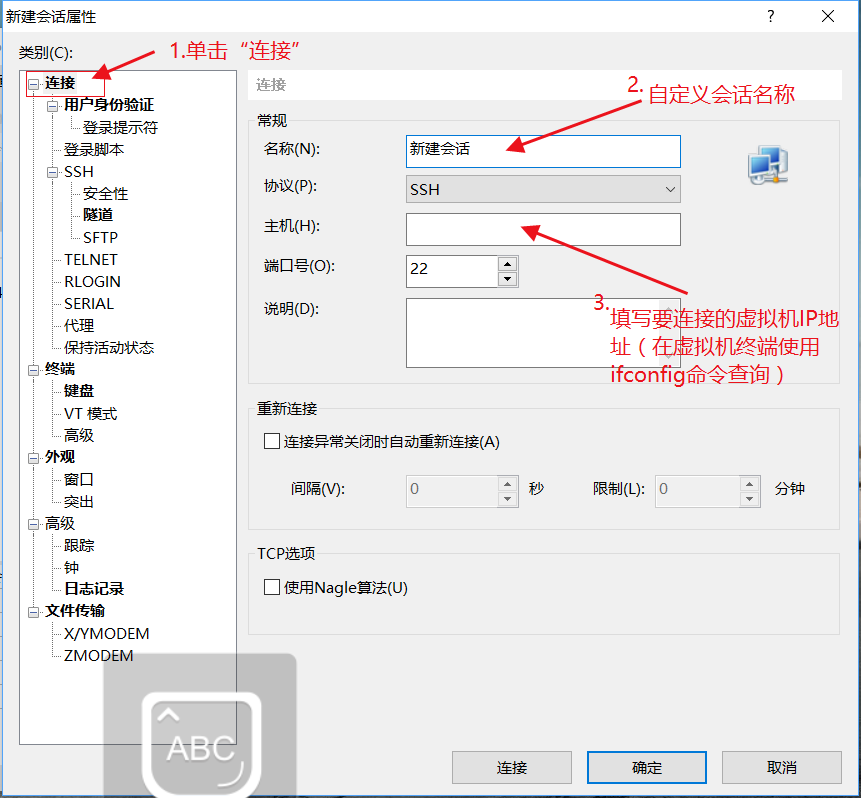 新建会话属性
?
类别(C):
1.单击“连接”
连接
用户身份验证
登录提示符
登录脚本
SSH
安全性
隧道
SFTP
TELNET
RLOGIN
SERIAL
代理
保持活动状态
终端
键盘
VT 模式
高级
外观
窗口
突出
高级
跟踪
钟
日志记录
文件传输
X/YMODEM
ZMODEM
ABC
连接
2.自定义会话名称
常规
名称(N):
新建会话
协议(P):
SSH
主机(H):
端口号(O):
22
说明(D):
3.填写要连接的虚拟机IP地
址（在虚拟机终端使用
ifconfig命令查询）
重新连接
连接异常关闭时自动重新连接(A)
间隔(V):
0
秒
限制(L):
0
分钟
TCP选项
使用Nagle算法(U)
连接
确定
取消